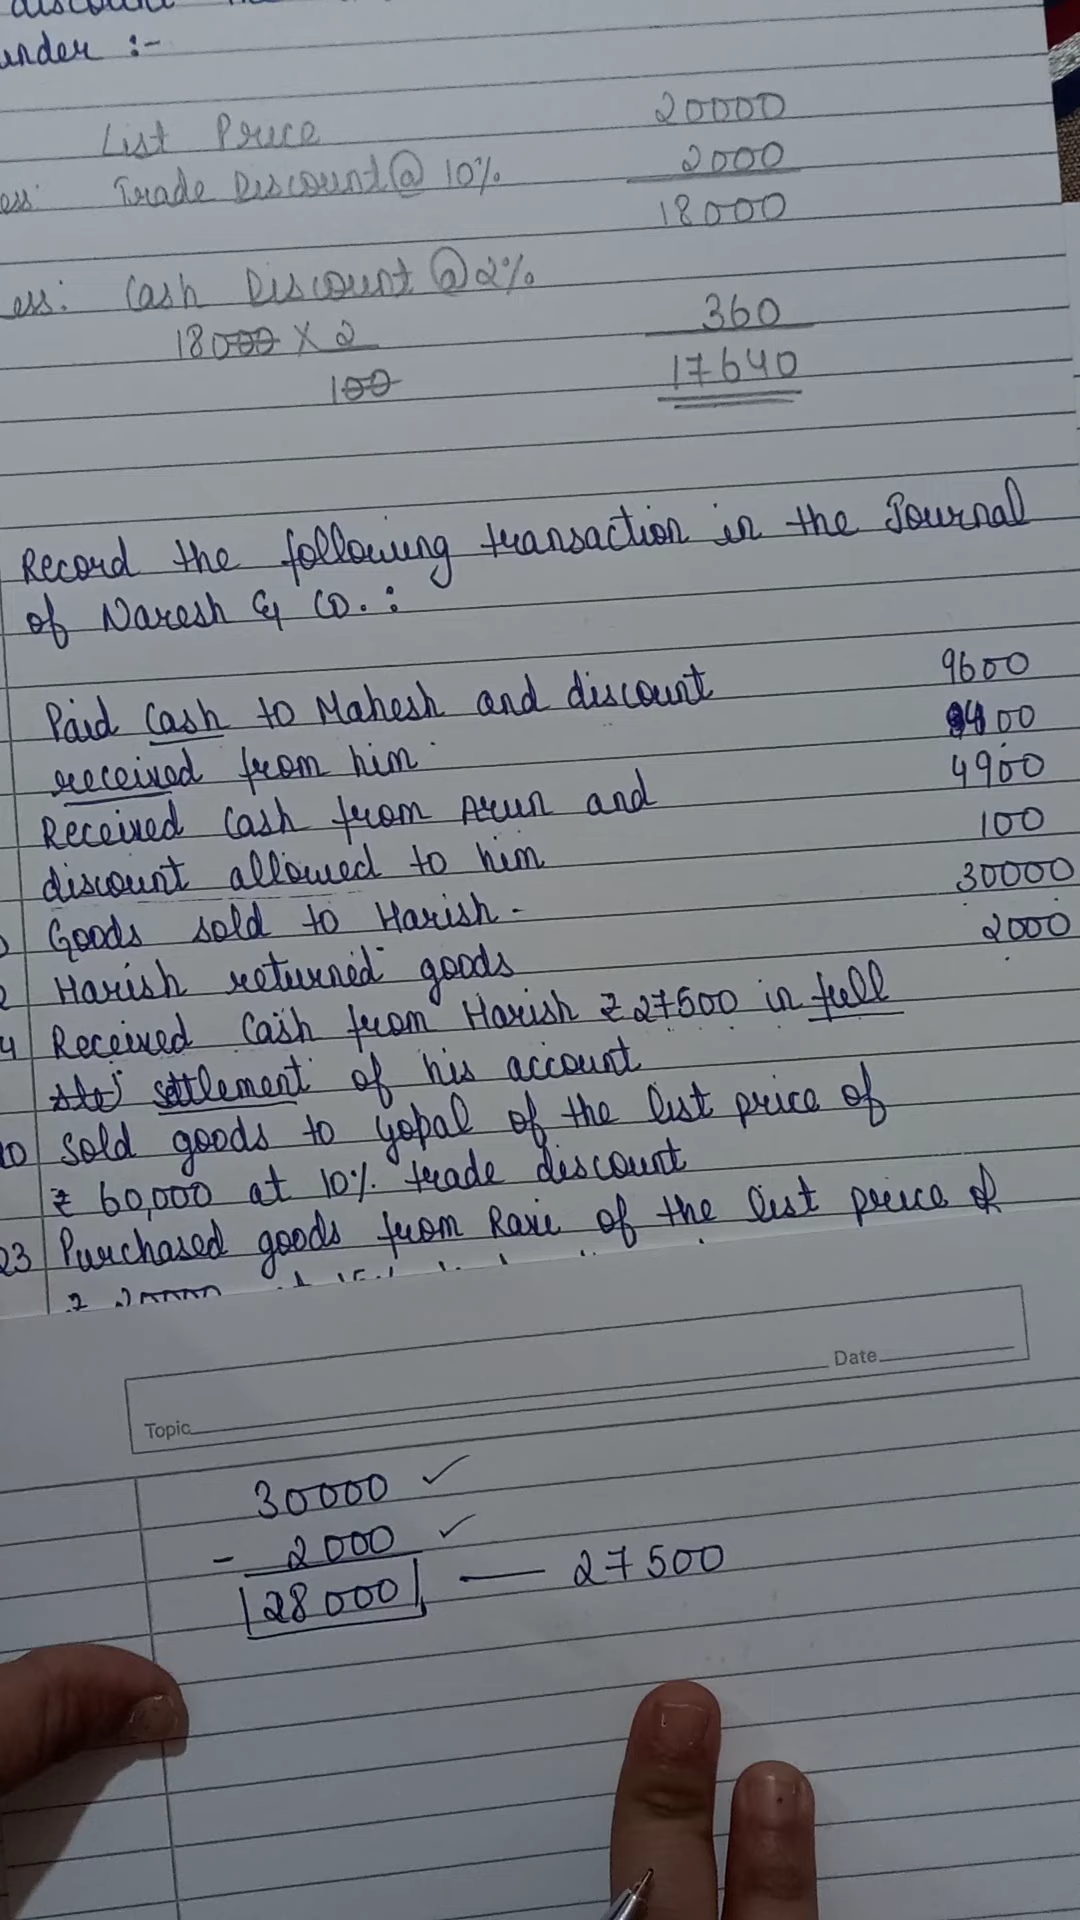 under :-
List Price 20000
ess: Trade Discount @ 10% 2000
18000
ess: Cash Discount @ 2%
18000 X 2 360
100 17640
Record the following transaction in the Journal
of Naresh & CO. :
Paid Cash to Mahesh and discount 9600
received from him. 400
Received Cash from Arun and 4900
discount allowed to him 100
Goods sold to Harish - 30000
2 Harish returned goods 2000
4 Received Cash from Harish ₹ 27500 in full
settlement of his account
10 Sold goods to Gopal of the list price of
₹ 60,000 at 10% trade discount
23 Purchased goods from Ravi of the list price of
Topic Date
30000 ✓
- 2000 ✓
28000 — 27500